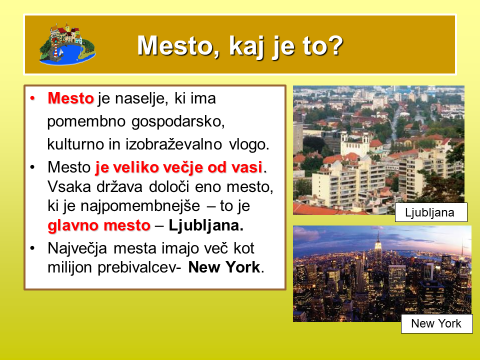 Mesto, kaj je to?
• Mesto je naselje, ki ima
pomembno gospodarsko,
kulturno in izobraževalno vlogo.
• Mesto je veliko večje od vasi.
Vsaka država določi eno mesto,
ki je najpomembnejše – to je
glavno mesto – Ljubljana.
• Največja mesta imajo več kot
milijon prebivalcev- New York.
Ljubljana
New York